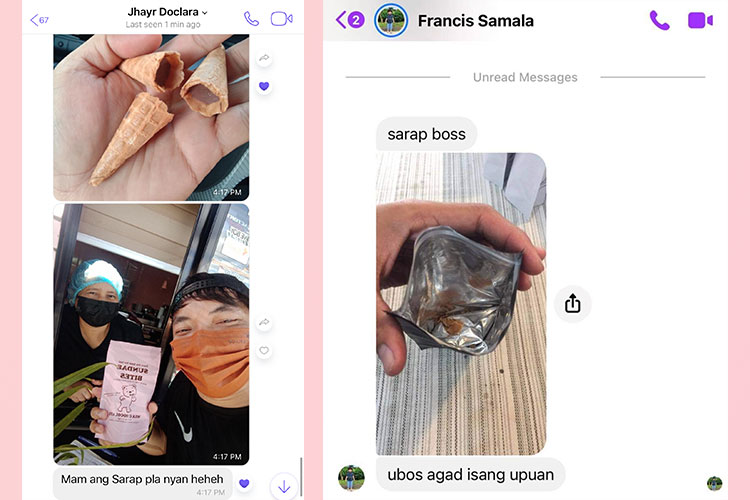 67
Jhayr Doclara
Last seen 1 min ago
4:17 PM
SUNDAE
BITES
4:17 PM
Mam ang Sarap pla nyan heheh
4:17 PM
2
Francis Samala
Unread Messages
sarap boss
ubos agad isang upuan